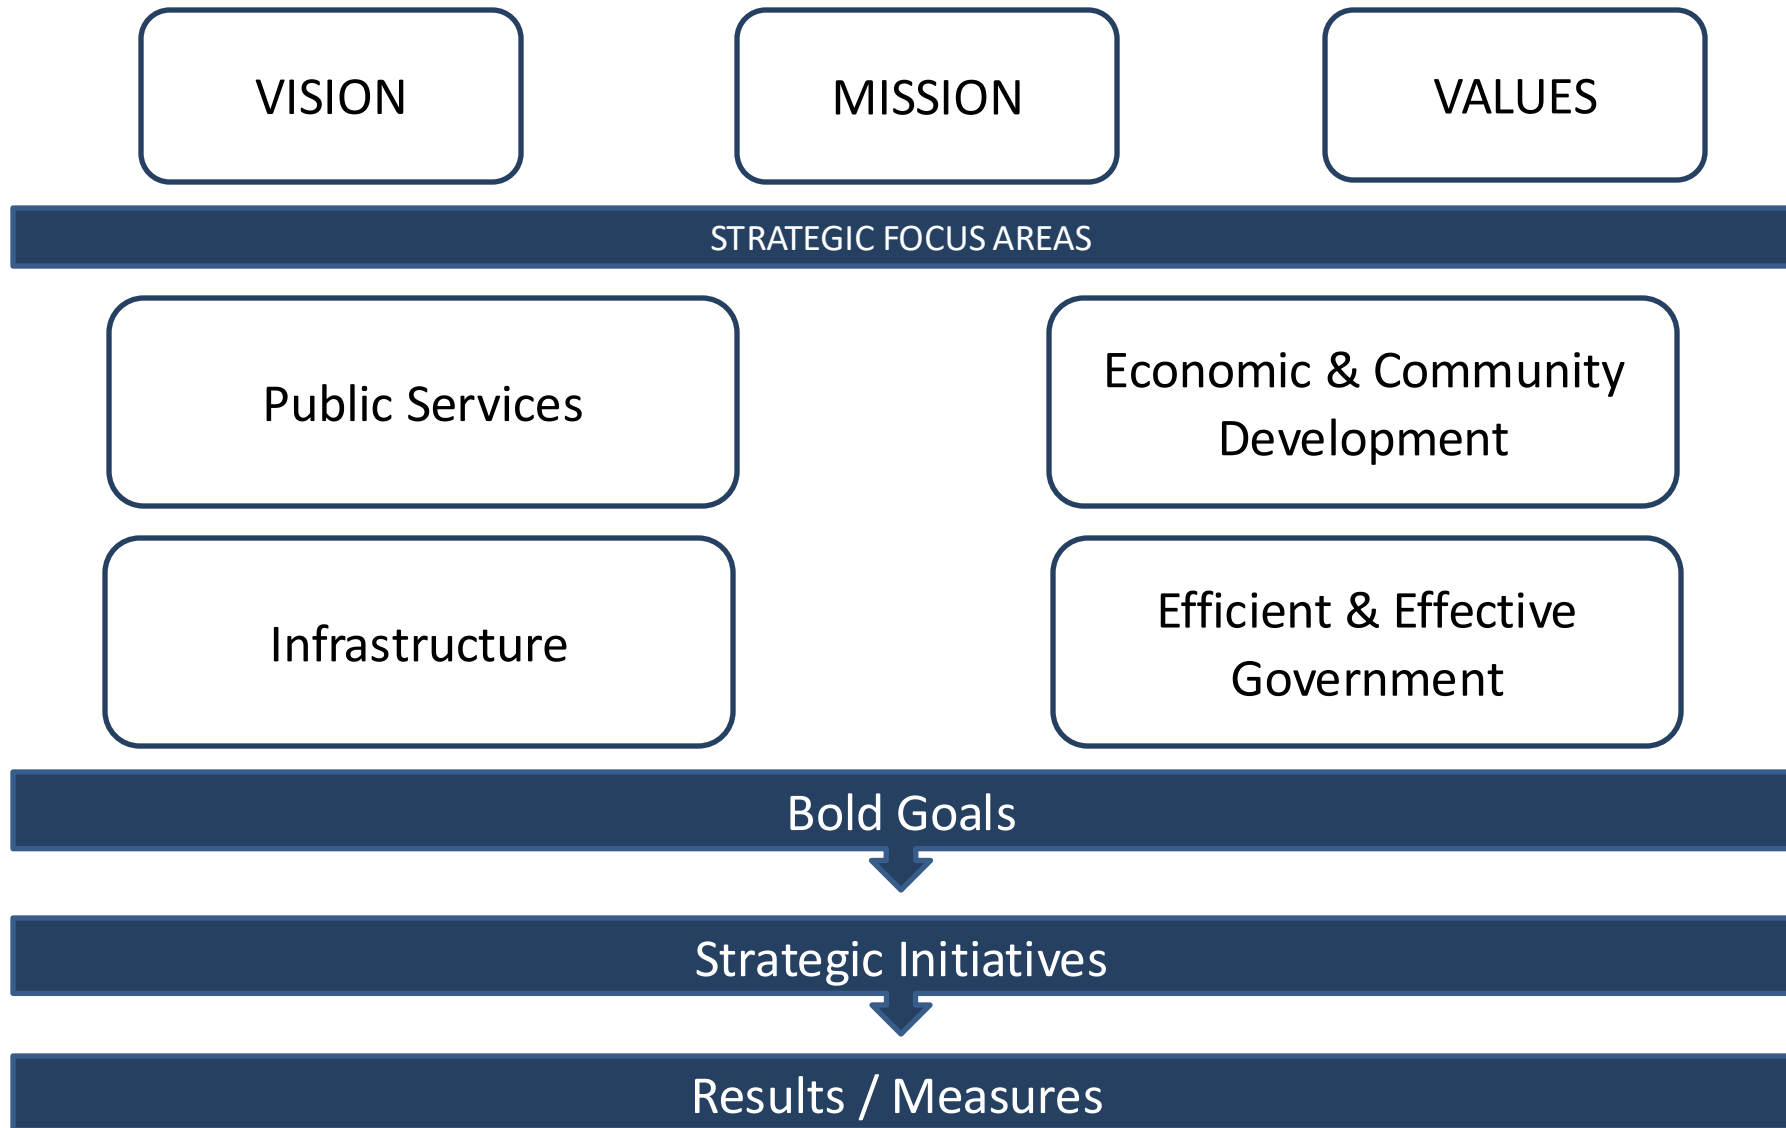 VISION
MISSION
VALUES
STRATEGIC FOCUS AREAS
Public Services
Economic & Community
Development
Infrastructure
Efficient & Effective
Government
Bold Goals
Strategic Initiatives
Results / Measures